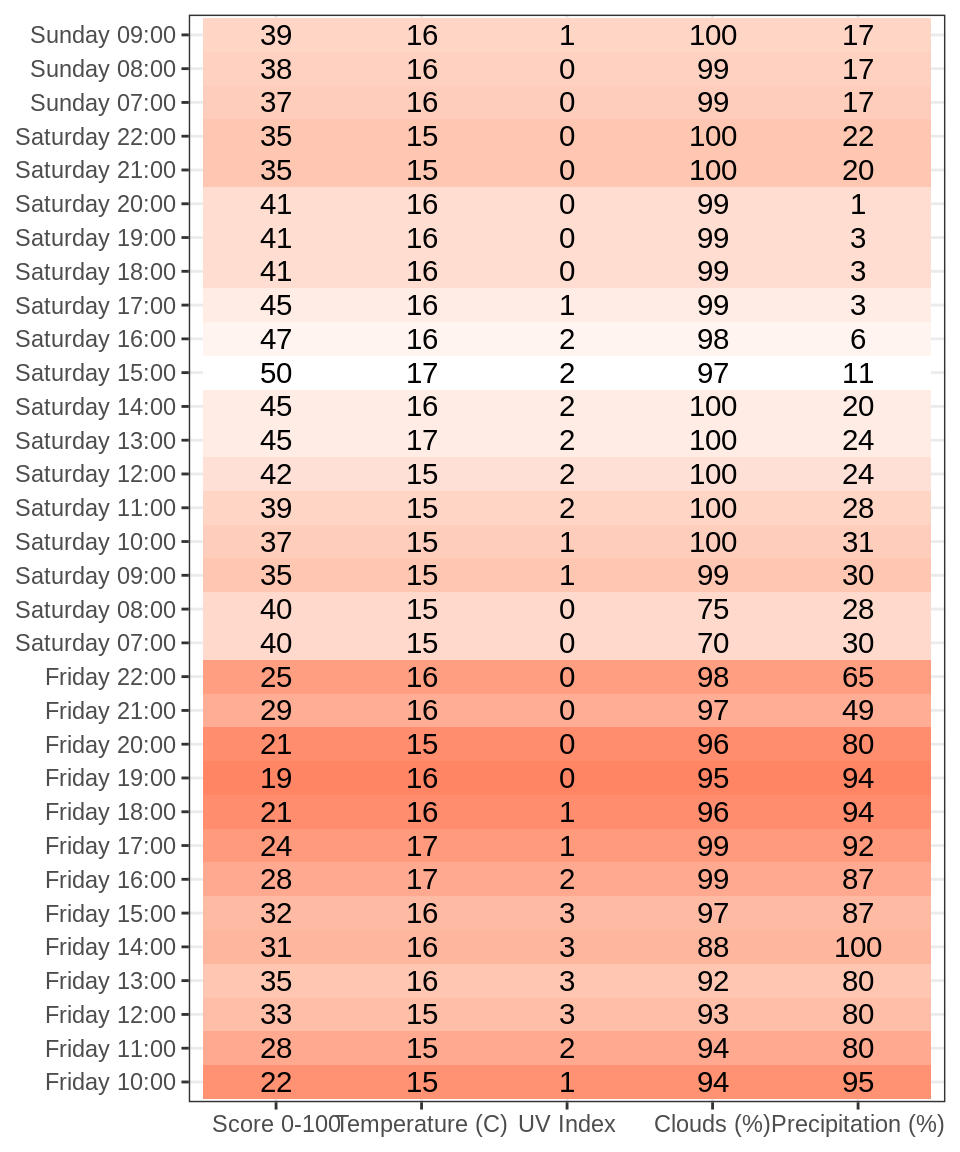 Sunday 09:00 39 16 1 100 17
Sunday 08:00 38 16 0 99 17
Sunday 07:00 37 16 0 99 17
Saturday 22:00 35 15 0 100 22
Saturday 21:00 35 15 0 100 20
Saturday 20:00 41 16 0 99 1
Saturday 19:00 41 16 0 99 3
Saturday 18:00 41 16 0 99 3
Saturday 17:00 45 16 1 99 3
Saturday 16:00 47 16 2 98 6
Saturday 15:00 50 17 2 97 11
Saturday 14:00 45 16 2 100 20
Saturday 13:00 45 17 2 100 24
Saturday 12:00 42 15 2 100 24
Saturday 11:00 39 15 2 100 28
Saturday 10:00 37 15 1 100 31
Saturday 09:00 35 15 1 99 30
Saturday 08:00 40 15 0 75 28
Saturday 07:00 40 15 0 70 30
Friday 22:00 25 16 0 98 65
Friday 21:00 29 16 0 97 49
Friday 20:00 21 15 0 96 80
Friday 19:00 19 16 0 95 94
Friday 18:00 21 16 1 96 94
Friday 17:00 24 17 1 99 92
Friday 16:00 28 17 2 99 87
Friday 15:00 32 16 3 97 87
Friday 14:00 31 16 3 88 100
Friday 13:00 35 16 3 92 80
Friday 12:00 33 15 3 93 80
Friday 11:00 28 15 2 94 80
Friday 10:00 22 15 1 94 95
Score 0-100 Temperature (C) UV Index Clouds (%) Precipitation (%)